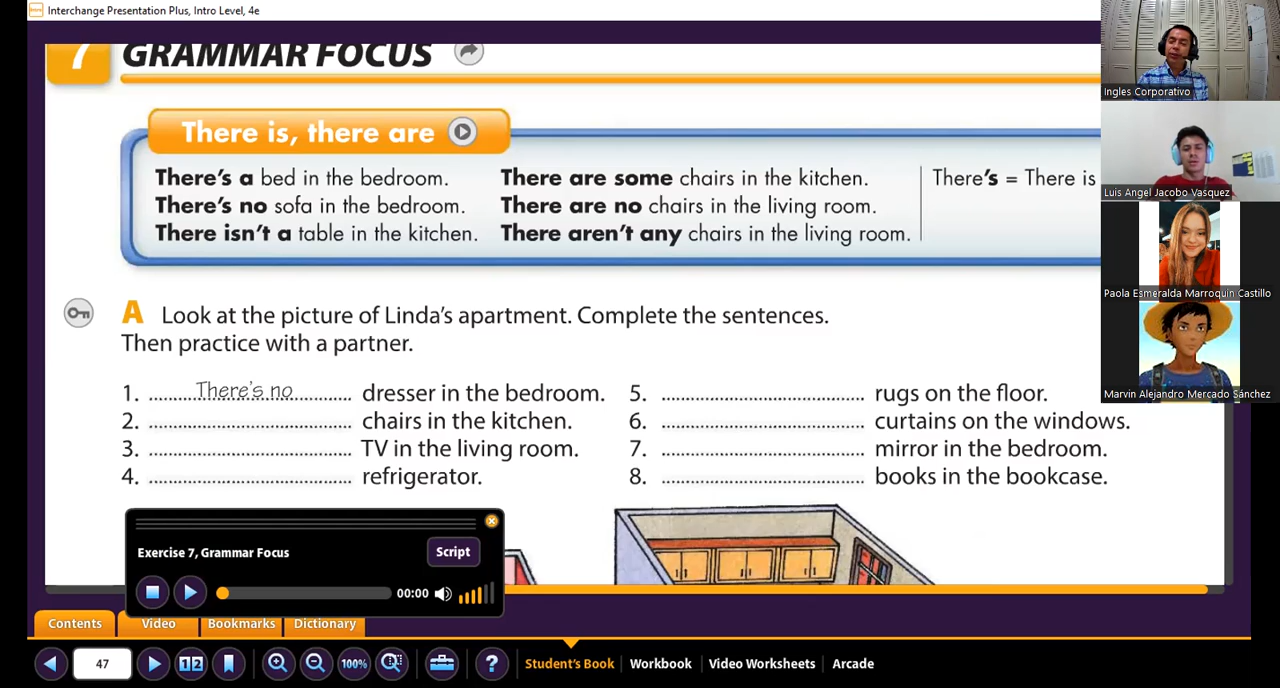 Interchange Presentation Plus, Intro Level, 4e
7 GRAMMAR FOCUS
There is, there are
There's a bed in the bedroom. There are some chairs in the kitchen. There's = There is
There's no sofa in the bedroom. There are no chairs in the living room.
There isn't a table in the kitchen. There aren't any chairs in the living room.
A Look at the picture of Linda's apartment. Complete the sentences.
Then practice with a partner.
1. There's no dresser in the bedroom.
2. chairs in the kitchen.
3. TV in the living room.
4. refrigerator.
5. rugs on the floor.
6. curtains on the windows.
7. mirror in the bedroom.
8. books in the bookcase.
Exercise 7, Grammar Focus
Script
00:00
Contents Video Bookmarks Dictionary
47 12 100% ? Student's Book Workbook Video Worksheets Arcade
Ingles Corporativo
Luis Angel Jacobo Vasquez
Paola Esmeralda Marroquin Castillo
Marvin Alejandro Mercado Sánchez